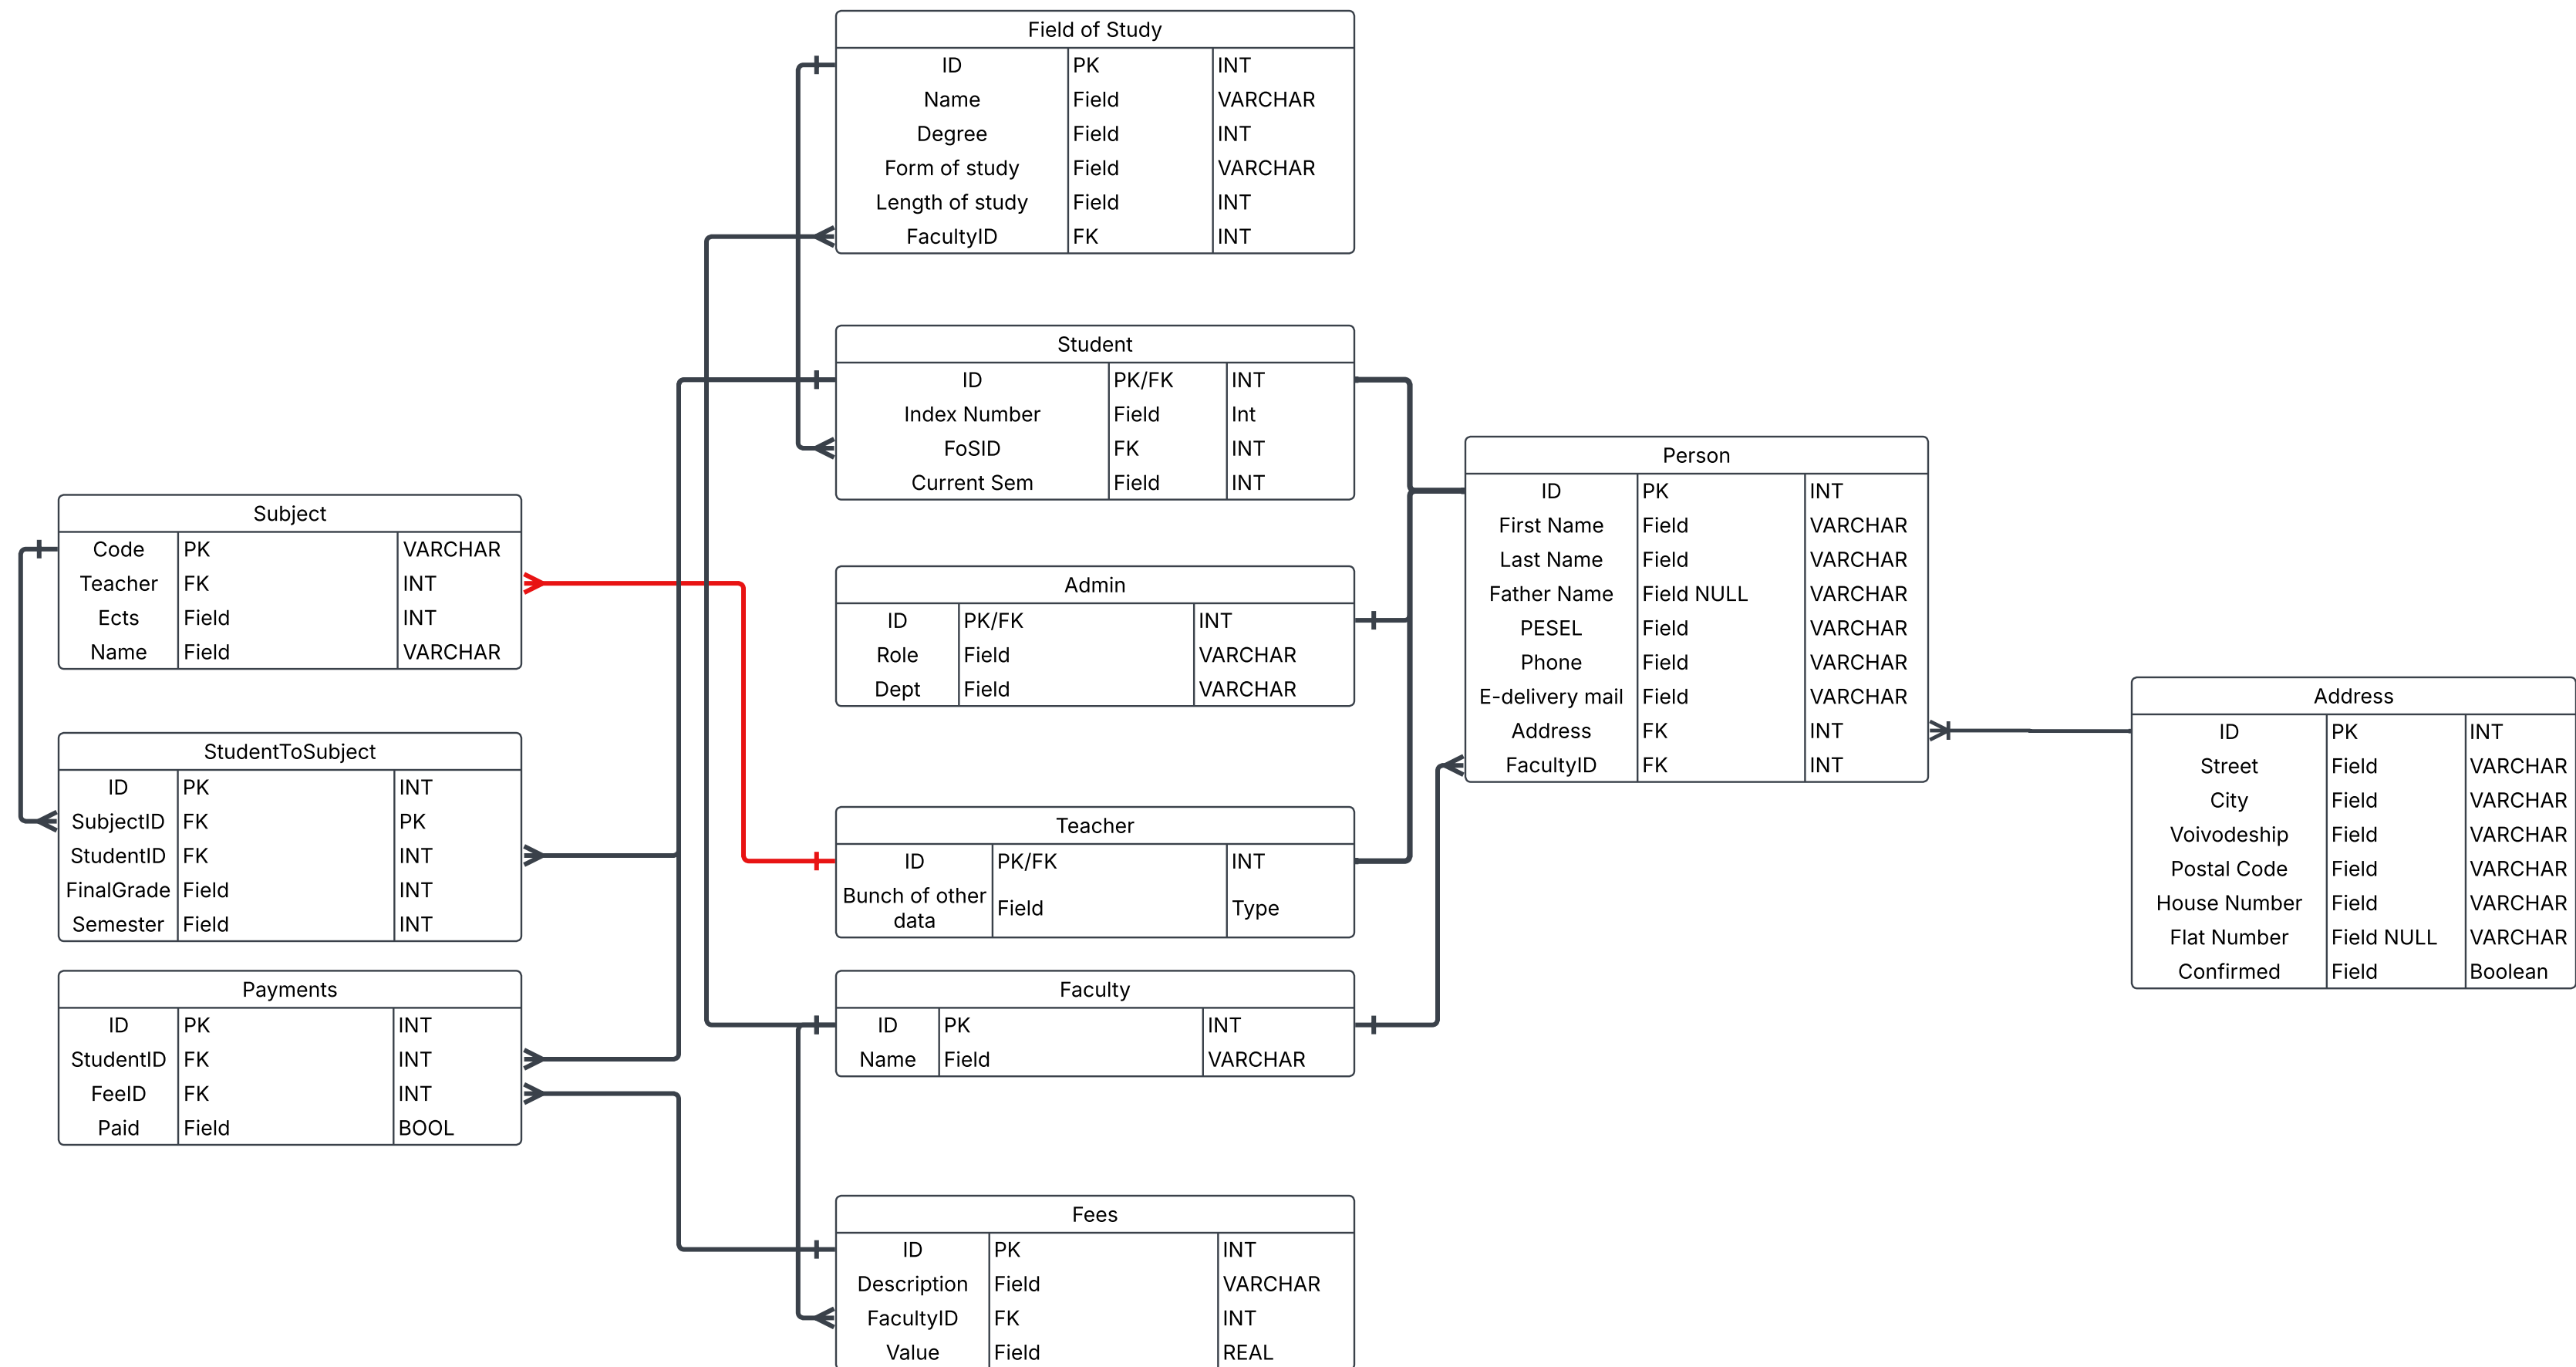 Field of Study
ID PK INT
Name Field VARCHAR
Degree Field INT
Form of study Field VARCHAR
Length of study Field INT
FacultyID FK INT
Student
ID PK/FK INT
Index Number Field Int
FoSID FK INT
Current Sem Field INT
Subject
Code PK VARCHAR
Teacher FK INT
Ects Field INT
Name Field VARCHAR
Admin
ID PK/FK INT
Role Field VARCHAR
Dept Field VARCHAR
Person
ID PK INT
First Name Field VARCHAR
Last Name Field VARCHAR
Father Name Field NULL VARCHAR
PESEL Field VARCHAR
Phone Field VARCHAR
E-delivery mail Field VARCHAR
Address FK INT
FacultyID FK INT
Address
ID PK INT
Street Field VARCHAR
City Field VARCHAR
Voivodeship Field VARCHAR
Postal Code Field VARCHAR
House Number Field VARCHAR
Flat Number Field NULL VARCHAR
Confirmed Field Boolean
StudentToSubject
ID PK INT
SubjectID FK PK
StudentID FK INT
FinalGrade Field INT
Semester Field INT
Teacher
ID PK/FK INT
Bunch of other
data Field Type
Payments
ID PK INT
StudentID FK INT
FeeID FK INT
Paid Field BOOL
Faculty
ID PK INT
Name Field VARCHAR
Fees
ID PK INT
Description Field VARCHAR
FacultyID FK INT
Value Field REAL